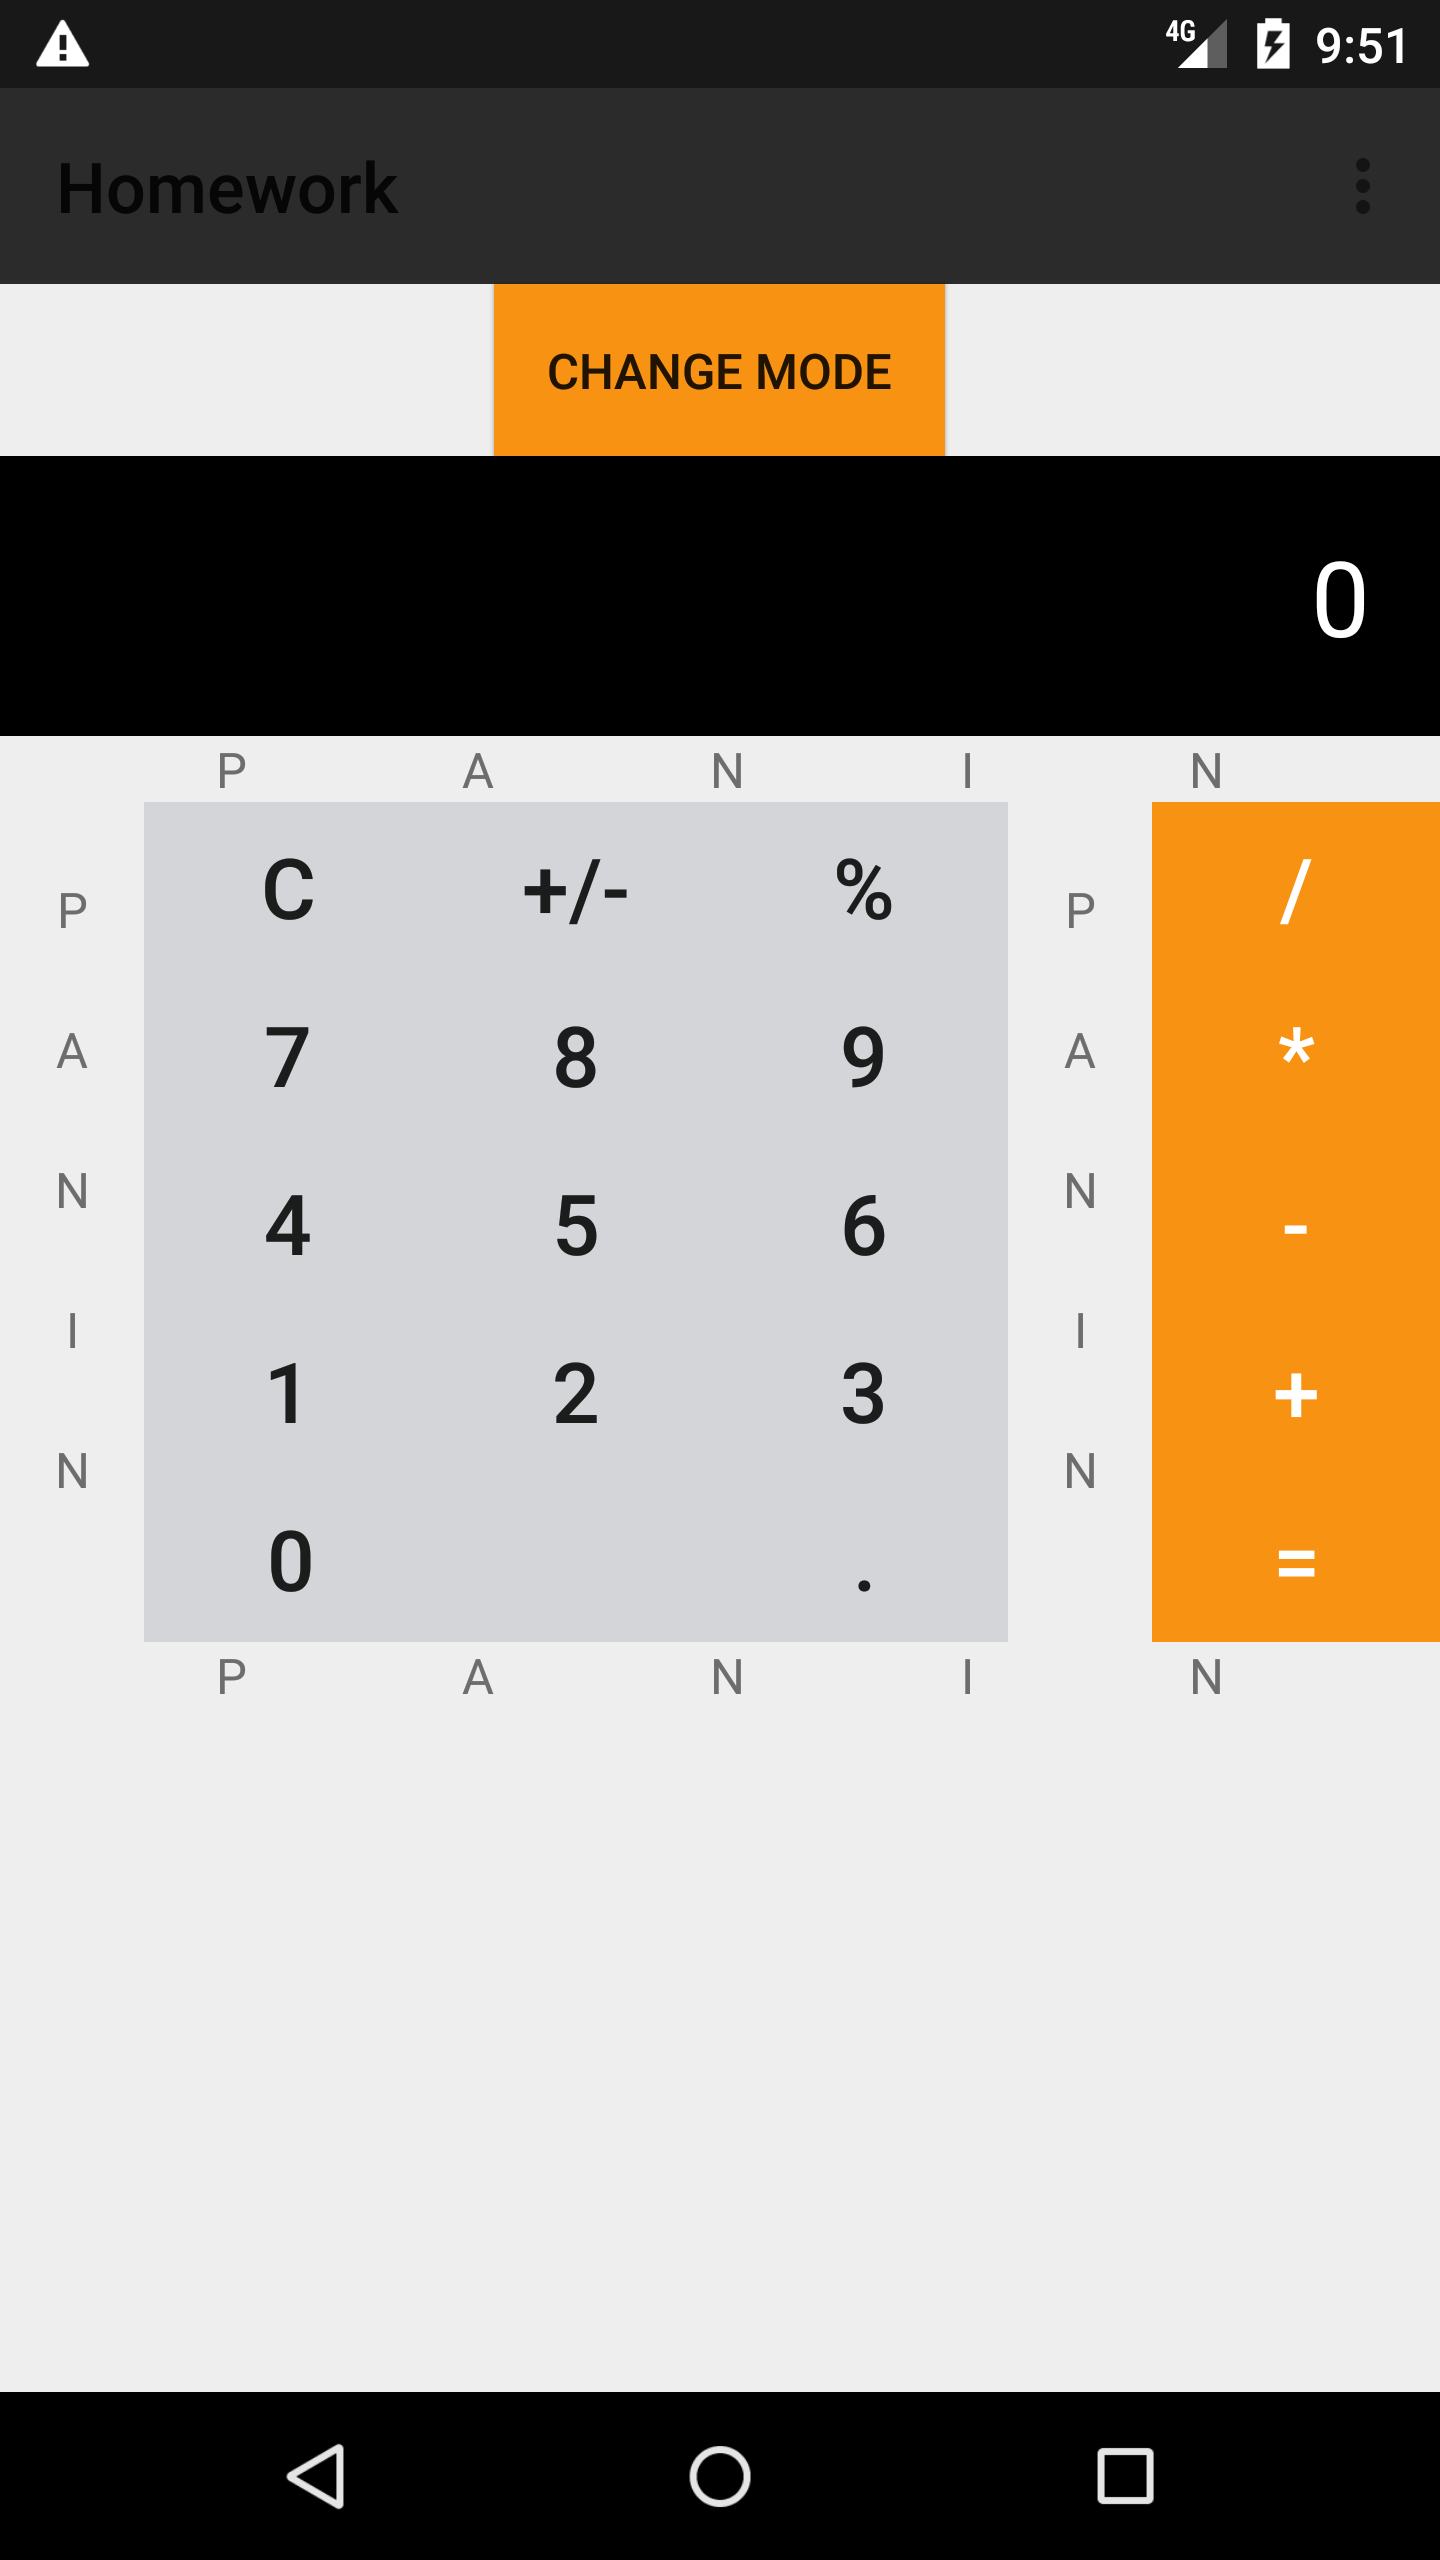 4G 9:51
Homework
CHANGE MODE
0
P A N I N
C +/- % /
P P
7 8 9 *
A A
N N
4 5 6 -
I I
1 2 3 +
N N
0 . =
P A N I N